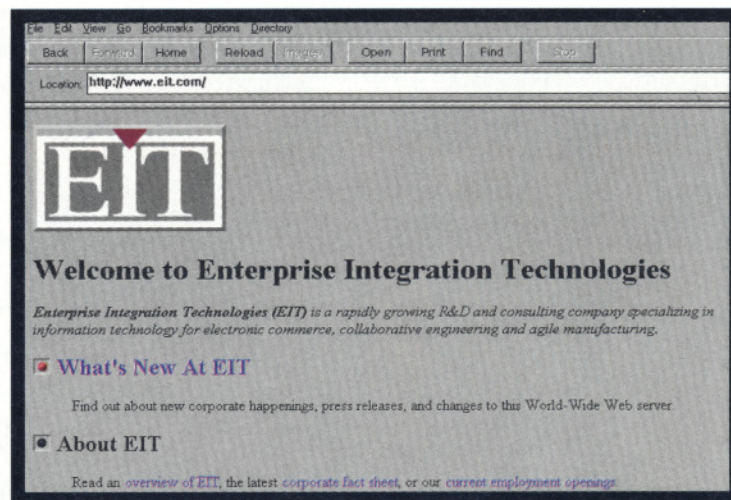 File Edit View Go Bookmarks Options Directory
Back Forward Home Reload Images Open Print Find Stop
Location: http://www.eit.com/
EIT
Welcome to Enterprise Integration Technologies
Enterprise Integration Technologies (EIT) is a rapidly growing R&D and consulting company specializing in
information technology for electronic commerce, collaborative engineering and agile manufacturing.
What's New At EIT
Find out about new corporate happenings, press releases, and changes to this World-Wide Web server.
About EIT
Read an overview of EIT, the latest corporate fact sheet, or our current employment openings.